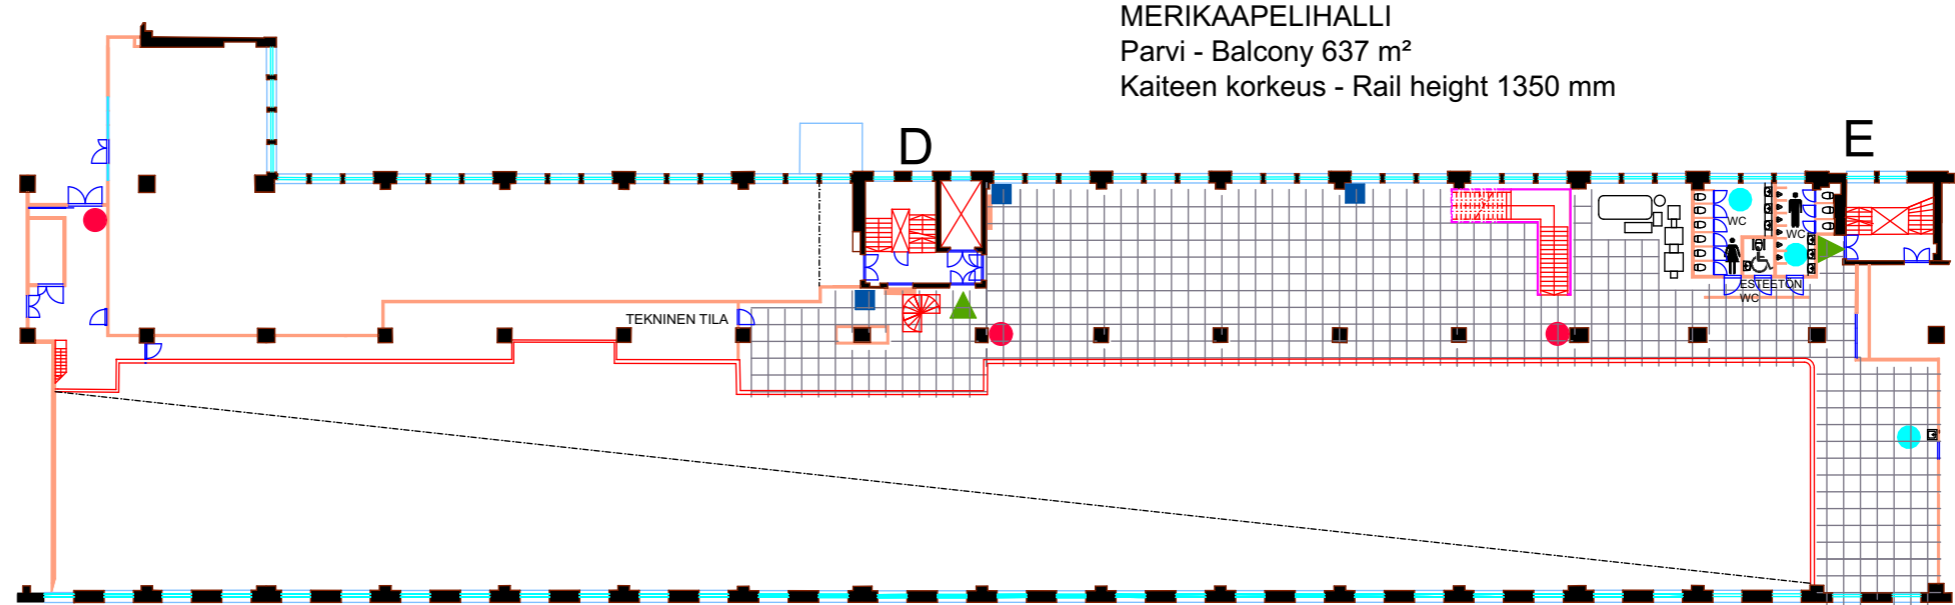 MERIKAAPELIHALLI
Parvi - Balcony 637 m²
Kaiteen korkeus - Rail height 1350 mm
D
E
WC
WC
ESTEETÖN
WC
TEKNINEN TILA